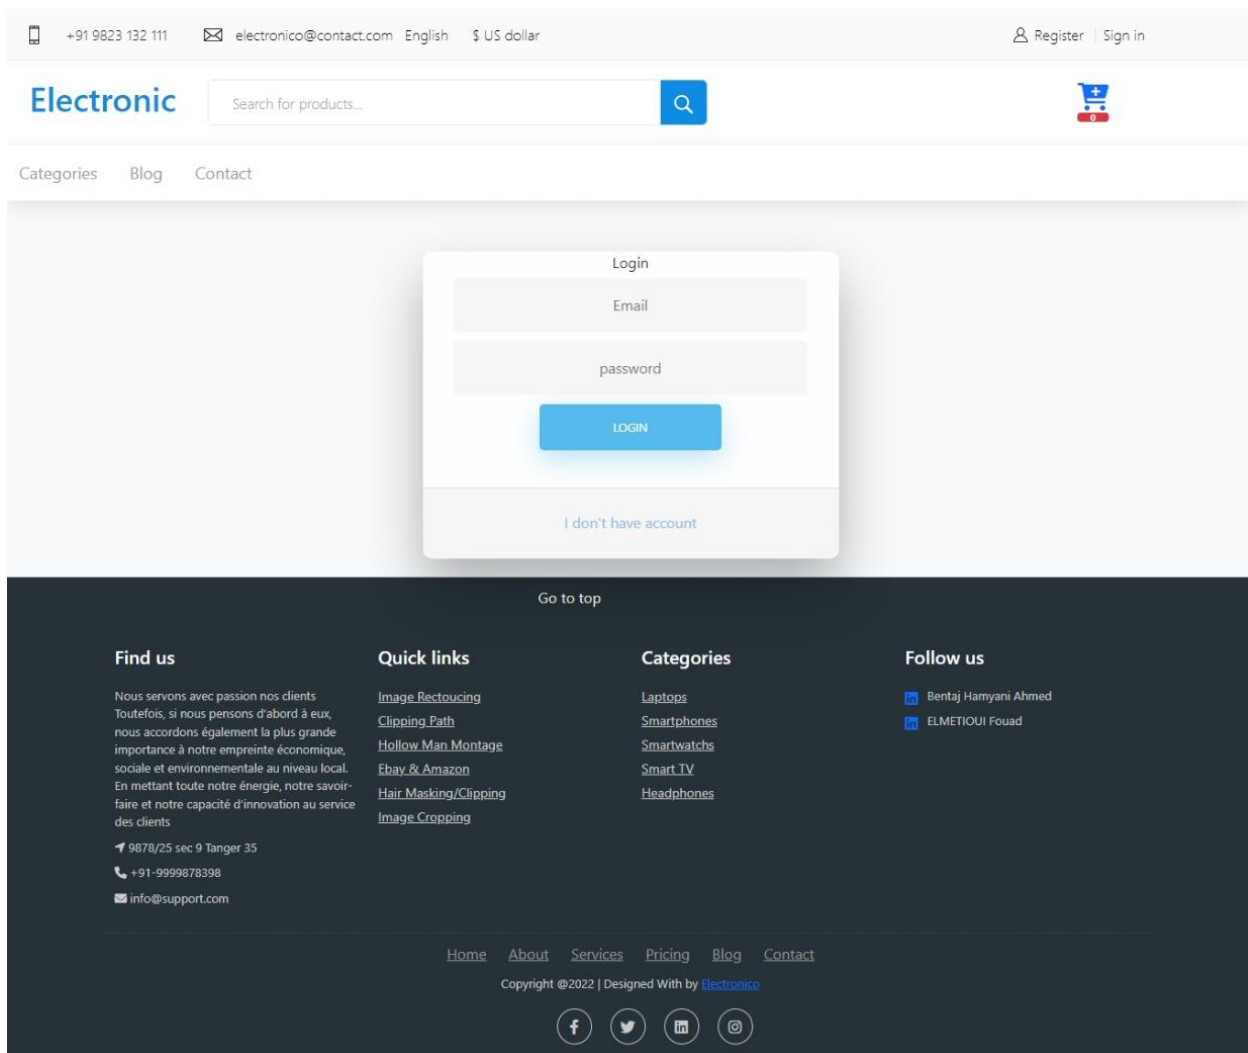 +91 9823 132 111 electronico@contact.com English $ US dollar Register Sign in
Electronic Search for products... 0
Categories Blog Contact
Login
Email
password
LOGIN
I don't have account
Go to top
Find us
Nous servons avec passion nos clients
Toutefois, si nous pensons d'abord à eux,
nous accordons également la plus grande
importance à notre empreinte économique,
sociale et environnementale au niveau local.
En mettant toute notre énergie, notre savoir-
faire et notre capacité d'innovation au service
des clients
9878/25 sec 9 Tanger 35
+91-9999878398
info@support.com
Quick links
Image Rectoucing
Clipping Path
Hollow Man Montage
Ebay & Amazon
Hair Masking/Clipping
Image Cropping
Categories
Laptops
Smartphones
Smartwatchs
Smart TV
Headphones
Follow us
Bentaj Hamyani Ahmed
ELMETIOUI Fouad
Home About Services Pricing Blog Contact
Copyright @2022 | Designed With by Electronico